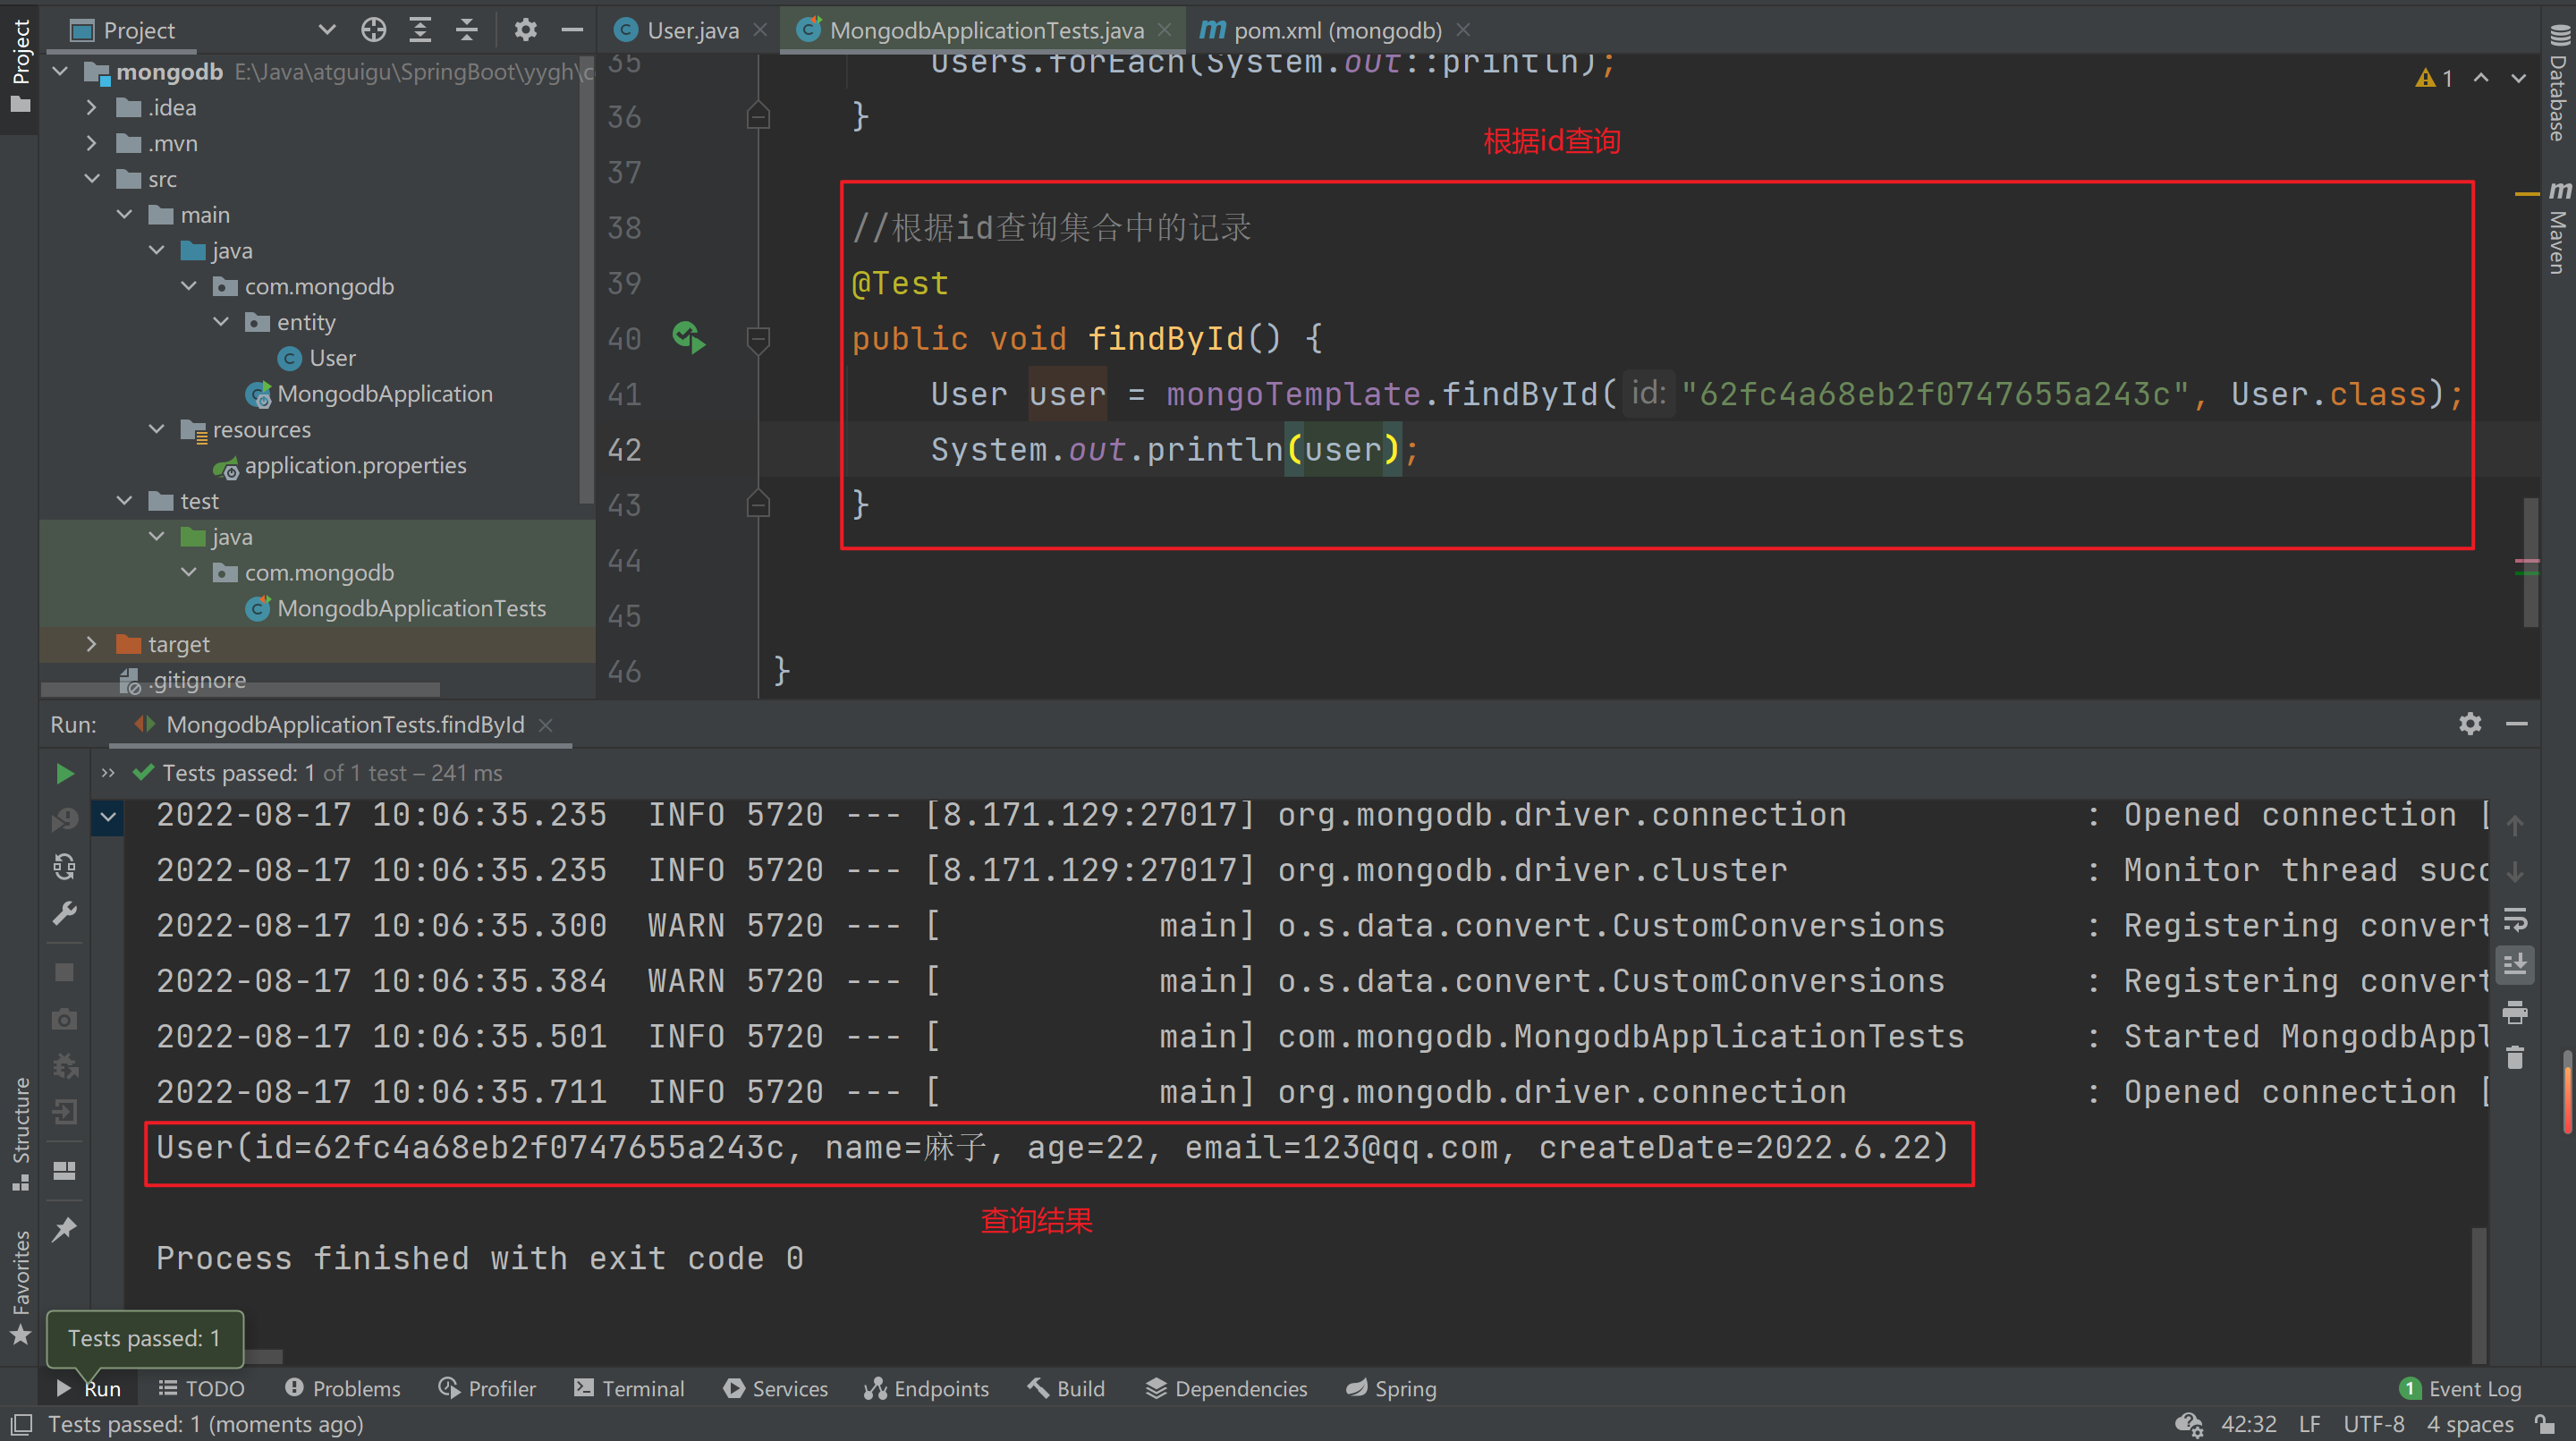 Project
User.java
MongodbApplicationTests.java
pom.xml (mongodb)
Project
mongodb E:\Java\atguigu\SpringBoot\yygh\c
.idea
.mvn
src
main
java
com.mongodb
entity
User
MongodbApplication
resources
application.properties
test
java
com.mongodb
MongodbApplicationTests
target
.gitignore
35 Users.forEach(System.out::println);
1
36 }
根据id查询
37
38 //根据id查询集合中的记录
39 @Test
40 public void findById() {
41 User user = mongoTemplate.findById( id: "62fc4a68eb2f0747655a243c", User.class);
42 System.out.println(user);
43 }
44
45
46 }
Database
Maven
Run: MongodbApplicationTests.findById
Tests passed: 1 of 1 test – 241 ms
2022-08-17 10:06:35.235  INFO 5720 --- [8.171.129:27017] org.mongodb.driver.connection : Opened connection [
2022-08-17 10:06:35.235  INFO 5720 --- [8.171.129:27017] org.mongodb.driver.cluster : Monitor thread succ
2022-08-17 10:06:35.300  WARN 5720 --- [           main] o.s.data.convert.CustomConversions : Registering convert
2022-08-17 10:06:35.384  WARN 5720 --- [           main] o.s.data.convert.CustomConversions : Registering convert
2022-08-17 10:06:35.501  INFO 5720 --- [           main] com.mongodb.MongodbApplicationTests : Started MongodbAppl
2022-08-17 10:06:35.711  INFO 5720 --- [           main] org.mongodb.driver.connection : Opened connection [
User(id=62fc4a68eb2f0747655a243c, name=麻子, age=22, email=123@qq.com, createDate=2022.6.22)
查询结果
Process finished with exit code 0
Structure
Favorites
Tests passed: 1
Run
TODO
Problems
Profiler
Terminal
Services
Endpoints
Build
Dependencies
Spring
1 Event Log
Tests passed: 1 (moments ago)
42:32 LF UTF-8 4 spaces